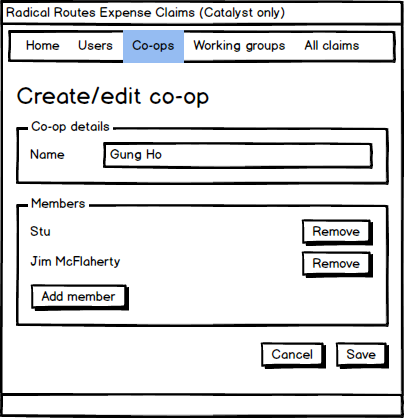 Radical Routes Expense Claims (Catalyst only)
Home Users Co-ops Working groups All claims
Create/edit co-op
Co-op details
Name Gung Ho
Members
Stu Remove
Jim McFlaherty Remove
Add member
Cancel Save